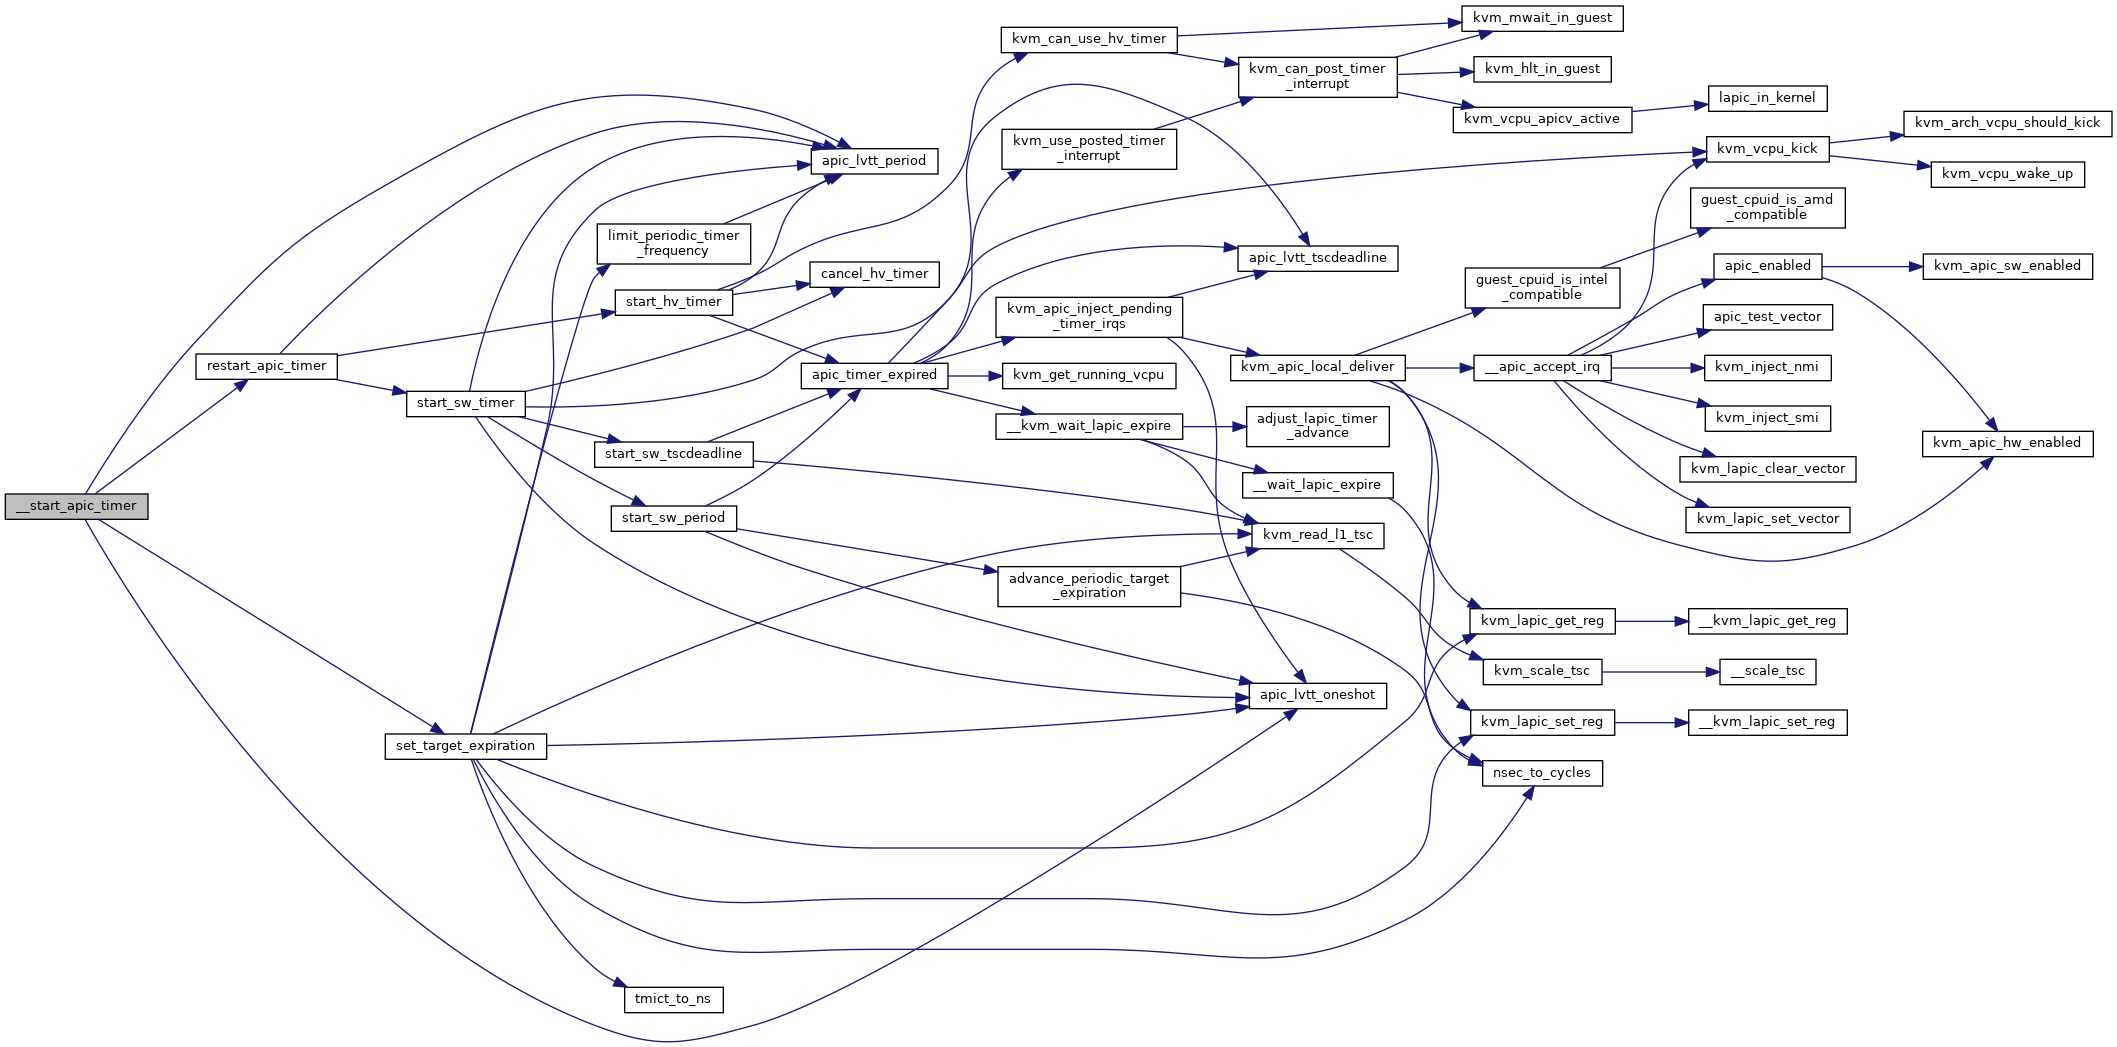 __start_apic_timer
restart_apic_timer
set_target_expiration
start_sw_timer
limit_periodic_timer
_frequency
start_hv_timer
start_sw_tscdeadline
start_sw_period
tmict_to_ns
apic_lvtt_period
cancel_hv_timer
apic_timer_expired
kvm_can_use_hv_timer
kvm_use_posted_timer
_interrupt
kvm_apic_inject_pending
_timer_irqs
kvm_get_running_vcpu
__kvm_wait_lapic_expire
advance_periodic_target
_expiration
kvm_can_post_timer
_interrupt
apic_lvtt_tscdeadline
kvm_apic_local_deliver
adjust_lapic_timer
_advance
__wait_lapic_expire
kvm_read_l1_tsc
apic_lvtt_oneshot
kvm_mwait_in_guest
kvm_hlt_in_guest
kvm_vcpu_apicv_active
guest_cpuid_is_intel
_compatible
__apic_accept_irq
kvm_lapic_get_reg
kvm_scale_tsc
kvm_lapic_set_reg
nsec_to_cycles
lapic_in_kernel
kvm_vcpu_kick
guest_cpuid_is_amd
_compatible
apic_enabled
apic_test_vector
kvm_inject_nmi
kvm_inject_smi
kvm_lapic_clear_vector
kvm_lapic_set_vector
__kvm_lapic_get_reg
__scale_tsc
__kvm_lapic_set_reg
kvm_arch_vcpu_should_kick
kvm_vcpu_wake_up
kvm_apic_sw_enabled
kvm_apic_hw_enabled